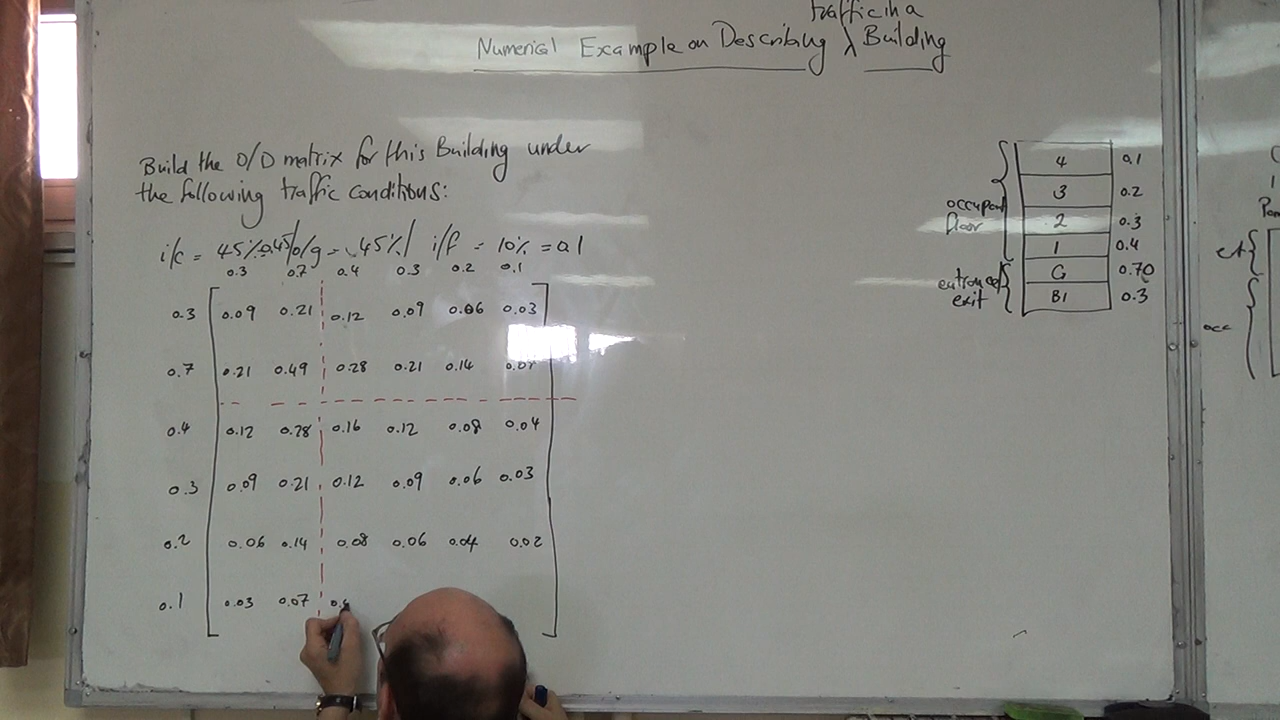 traffic in a
Numerical Example on Describing λ Building
Build the O/D matrix for this Building under
the following traffic conditions:
i/c = 45% 0.45 / o/g = .45% / i/f = 10% = 0.1
0.3 0.7 0.4 0.3 0.2 0.1
0.3 0.09 0.21 0.12 0.09 0.06 0.03
0.7 0.21 0.49 0.28 0.21 0.14 0.07
0.4 0.12 0.28 0.16 0.12 0.08 0.04
0.3 0.09 0.21 0.12 0.09 0.06 0.03
0.2 0.06 0.14 0.08 0.06 0.04 0.02
0.1 0.03 0.07
4 0.1
3 0.2
occupant
floor
2 0.3
1 0.4
G 0.70
exit
B1 0.3
occ